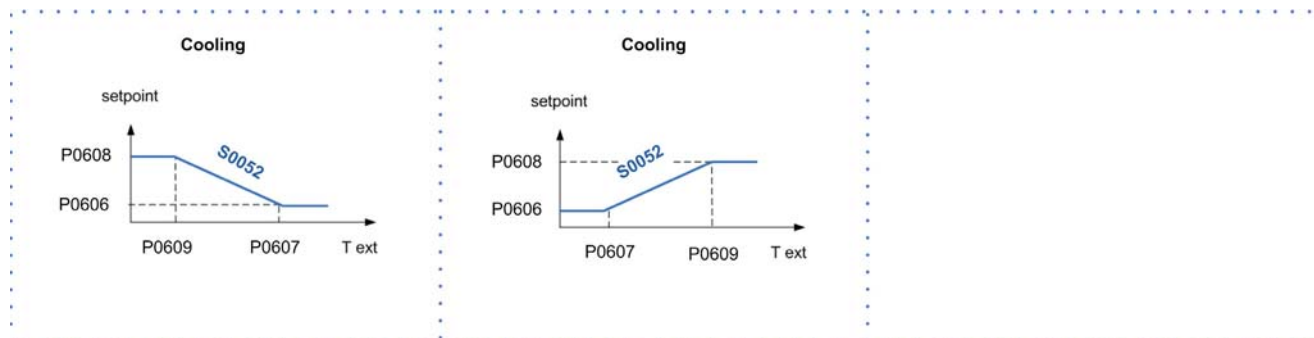 Cooling
setpoint
P0608
S0052
P0606
P0609 P0607 T ext
Cooling
setpoint
P0608
S0052
P0606
P0607 P0609 T ext